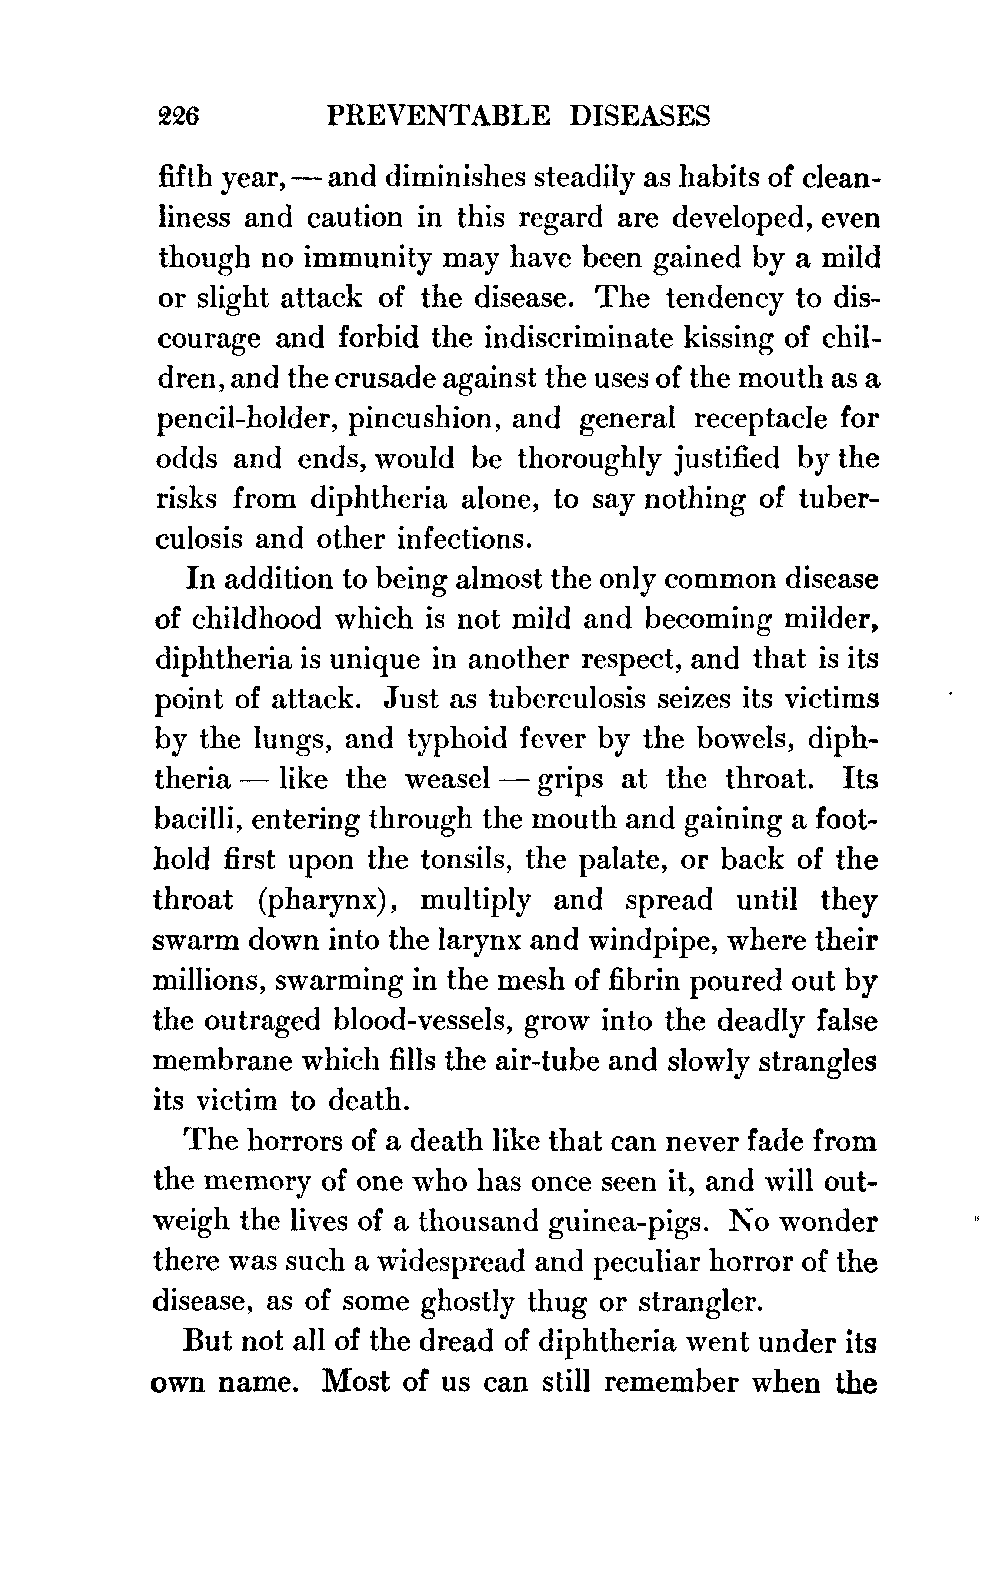 226 PREVENTABLE DISEASES
fifth year, — and diminishes steadily as habits of clean-
liness and caution in this regard are developed, even
though no immunity may have been gained by a mild
or slight attack of the disease. The tendency to dis-
courage and forbid the indiscriminate kissing of chil-
dren, and the crusade against the uses of the mouth as a
pencil-holder, pincushion, and general receptacle for
odds and ends, would be thoroughly justified by the
risks from diphtheria alone, to say nothing of tuber-
culosis and other infections.
In addition to being almost the only common disease
of childhood which is not mild and becoming milder,
diphtheria is unique in another respect, and that is its
point of attack. Just as tuberculosis seizes its victims
by the lungs, and typhoid fever by the bowels, diph-
theria — like the weasel — grips at the throat. Its
bacilli, entering through the mouth and gaining a foot-
hold first upon the tonsils, the palate, or back of the
throat (pharynx), multiply and spread until they
swarm down into the larynx and windpipe, where their
millions, swarming in the mesh of fibrin poured out by
the outraged blood-vessels, grow into the deadly false
membrane which fills the air-tube and slowly strangles
its victim to death.
The horrors of a death like that can never fade from
the memory of one who has once seen it, and will out-
weigh the lives of a thousand guinea-pigs. No wonder
there was such a widespread and peculiar horror of the
disease, as of some ghostly thug or strangler.
But not all of the dread of diphtheria went under its
own name. Most of us can still remember when the